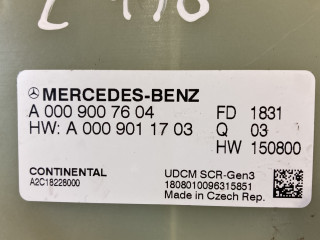 MERCEDES-BENZ
A 000 900 76 04
FD 1831
HW: A 000 901 17 03
Q 03
HW 150800
CONTINENTAL
A2C18226000
UDCM SCR-Gen3
1808010096315851
Made in Czech Rep.